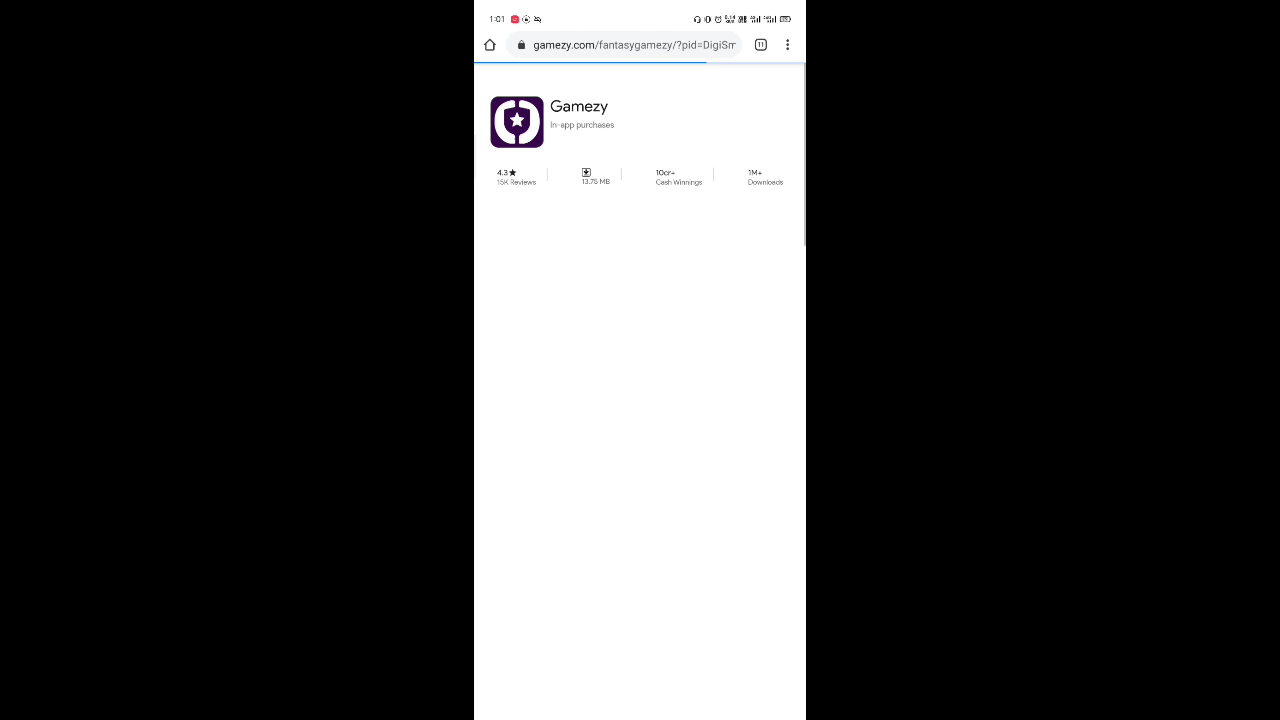 1:01
gamezy.com/fantasygamezy/?pid=DigiSm
11
Gamezy
In-app purchases
4.3★
15K Reviews
13.75 MB
10cr+
Cash Winnings
1M+
Downloads